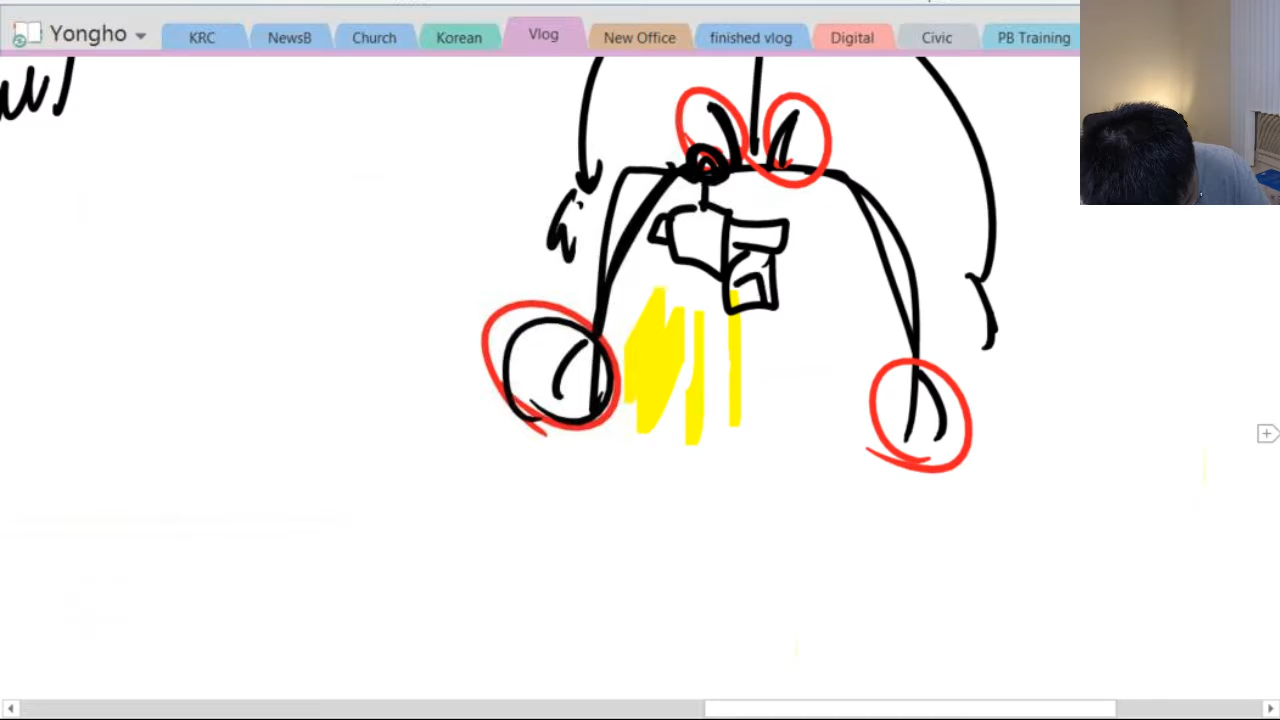 Yongho
KRC
NewsB
Church
Korean
Vlog
New Office
finished vlog
Digital
Civic
PB Training